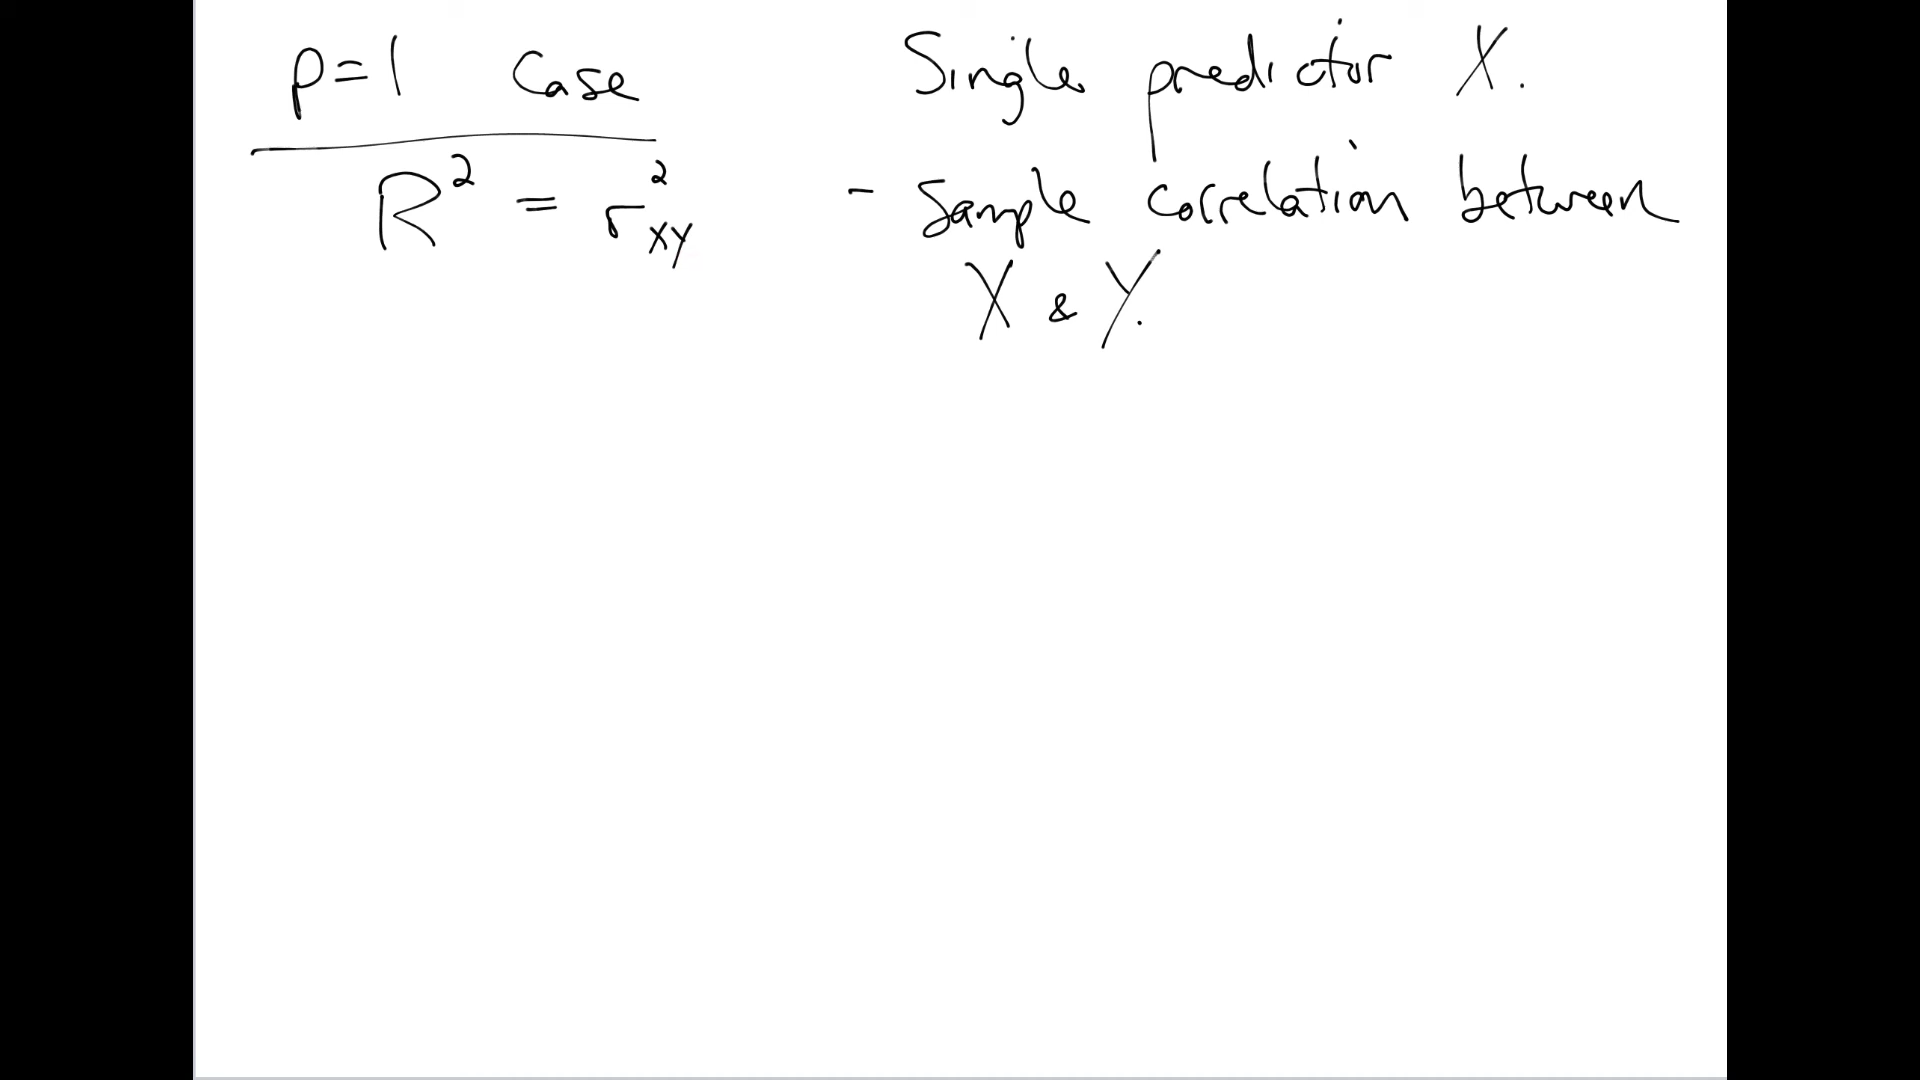 p=1 Case Single predictor X.
R² = r²xy - Sample correlation between
X & Y.